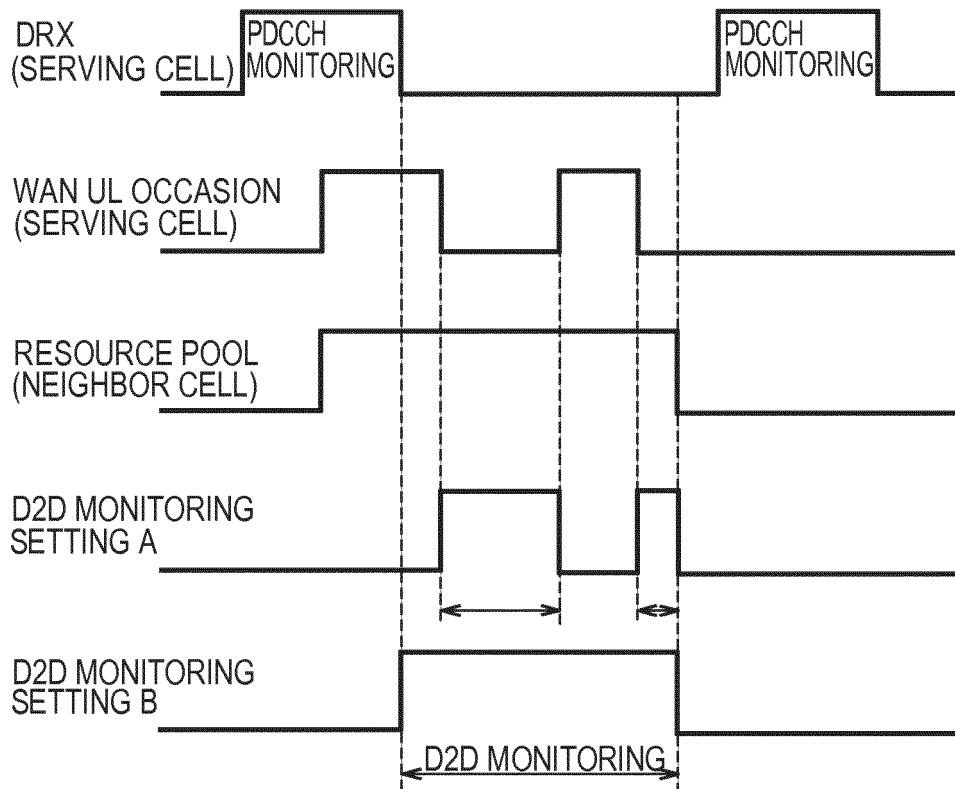 DRX
(SERVING CELL)
PDCCH
MONITORING
PDCCH
MONITORING
WAN UL OCCASION
(SERVING CELL)
RESOURCE POOL
(NEIGHBOR CELL)
D2D MONITORING
SETTING A
D2D MONITORING
SETTING B
D2D MONITORING